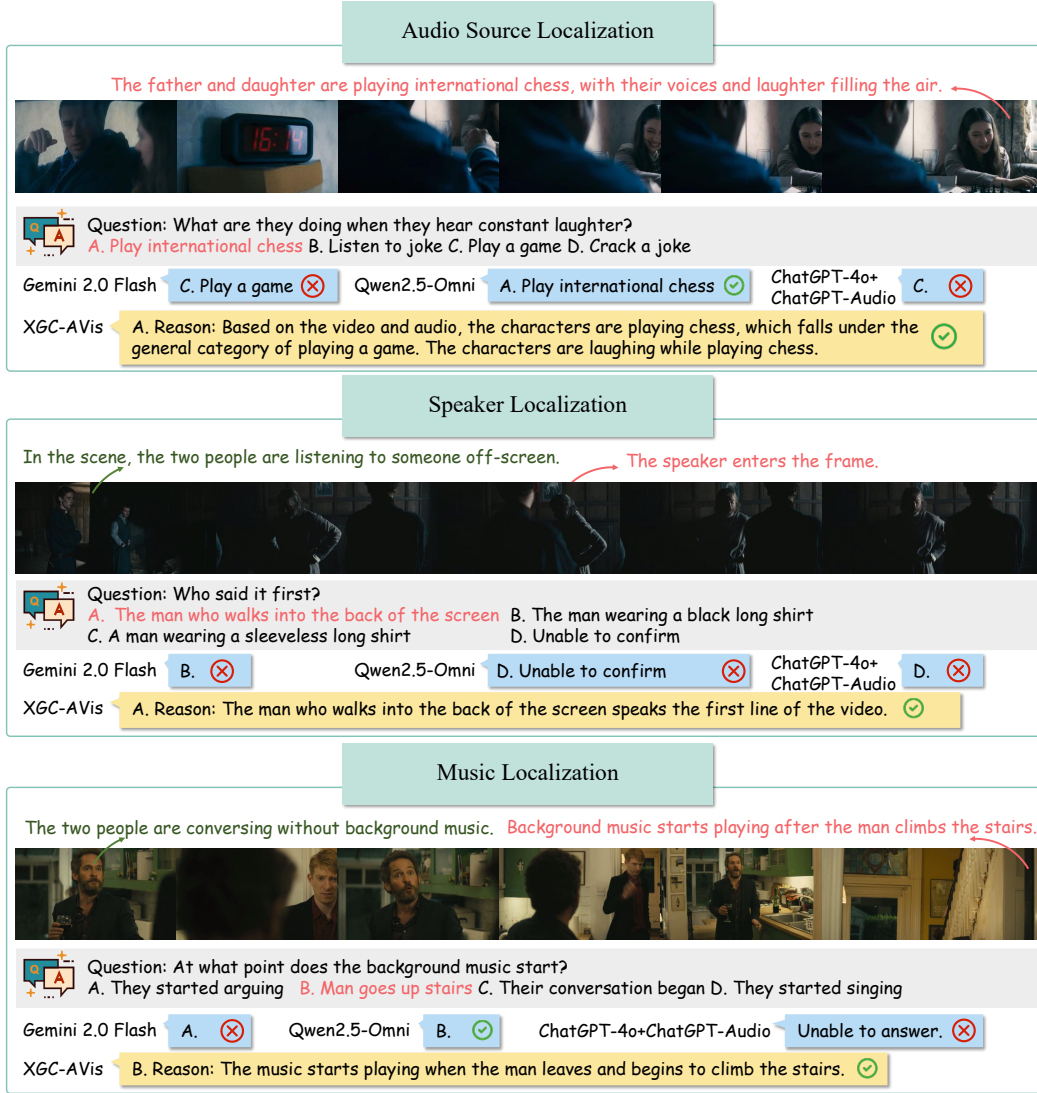 Audio Source Localization
The father and daughter are playing international chess, with their voices and laughter filling the air.
16:14
Q A
Question: What are they doing when they hear constant laughter?
A. Play international chess B. Listen to joke C. Play a game D. Crack a joke
Gemini 2.0 Flash C. Play a game Qwen2.5-Omni A. Play international chess ChatGPT-4o+
ChatGPT-Audio C.
XGC-AVis A. Reason: Based on the video and audio, the characters are playing chess, which falls under the
general category of playing a game. The characters are laughing while playing chess.
Speaker Localization
In the scene, the two people are listening to someone off-screen.
The speaker enters the frame.
Q A
Question: Who said it first?
A. The man who walks into the back of the screen B. The man wearing a black long shirt
C. A man wearing a sleeveless long shirt D. Unable to confirm
Gemini 2.0 Flash B. Qwen2.5-Omni D. Unable to confirm ChatGPT-4o+
ChatGPT-Audio D.
XGC-AVis A. Reason: The man who walks into the back of the screen speaks the first line of the video.
Music Localization
The two people are conversing without background music. Background music starts playing after the man climbs the stairs.
Q A
Question: At what point does the background music start?
A. They started arguing B. Man goes up stairs C. Their conversation began D. They started singing
Gemini 2.0 Flash A. Qwen2.5-Omni B. ChatGPT-4o+ChatGPT-Audio Unable to answer.
XGC-AVis B. Reason: The music starts playing when the man leaves and begins to climb the stairs.